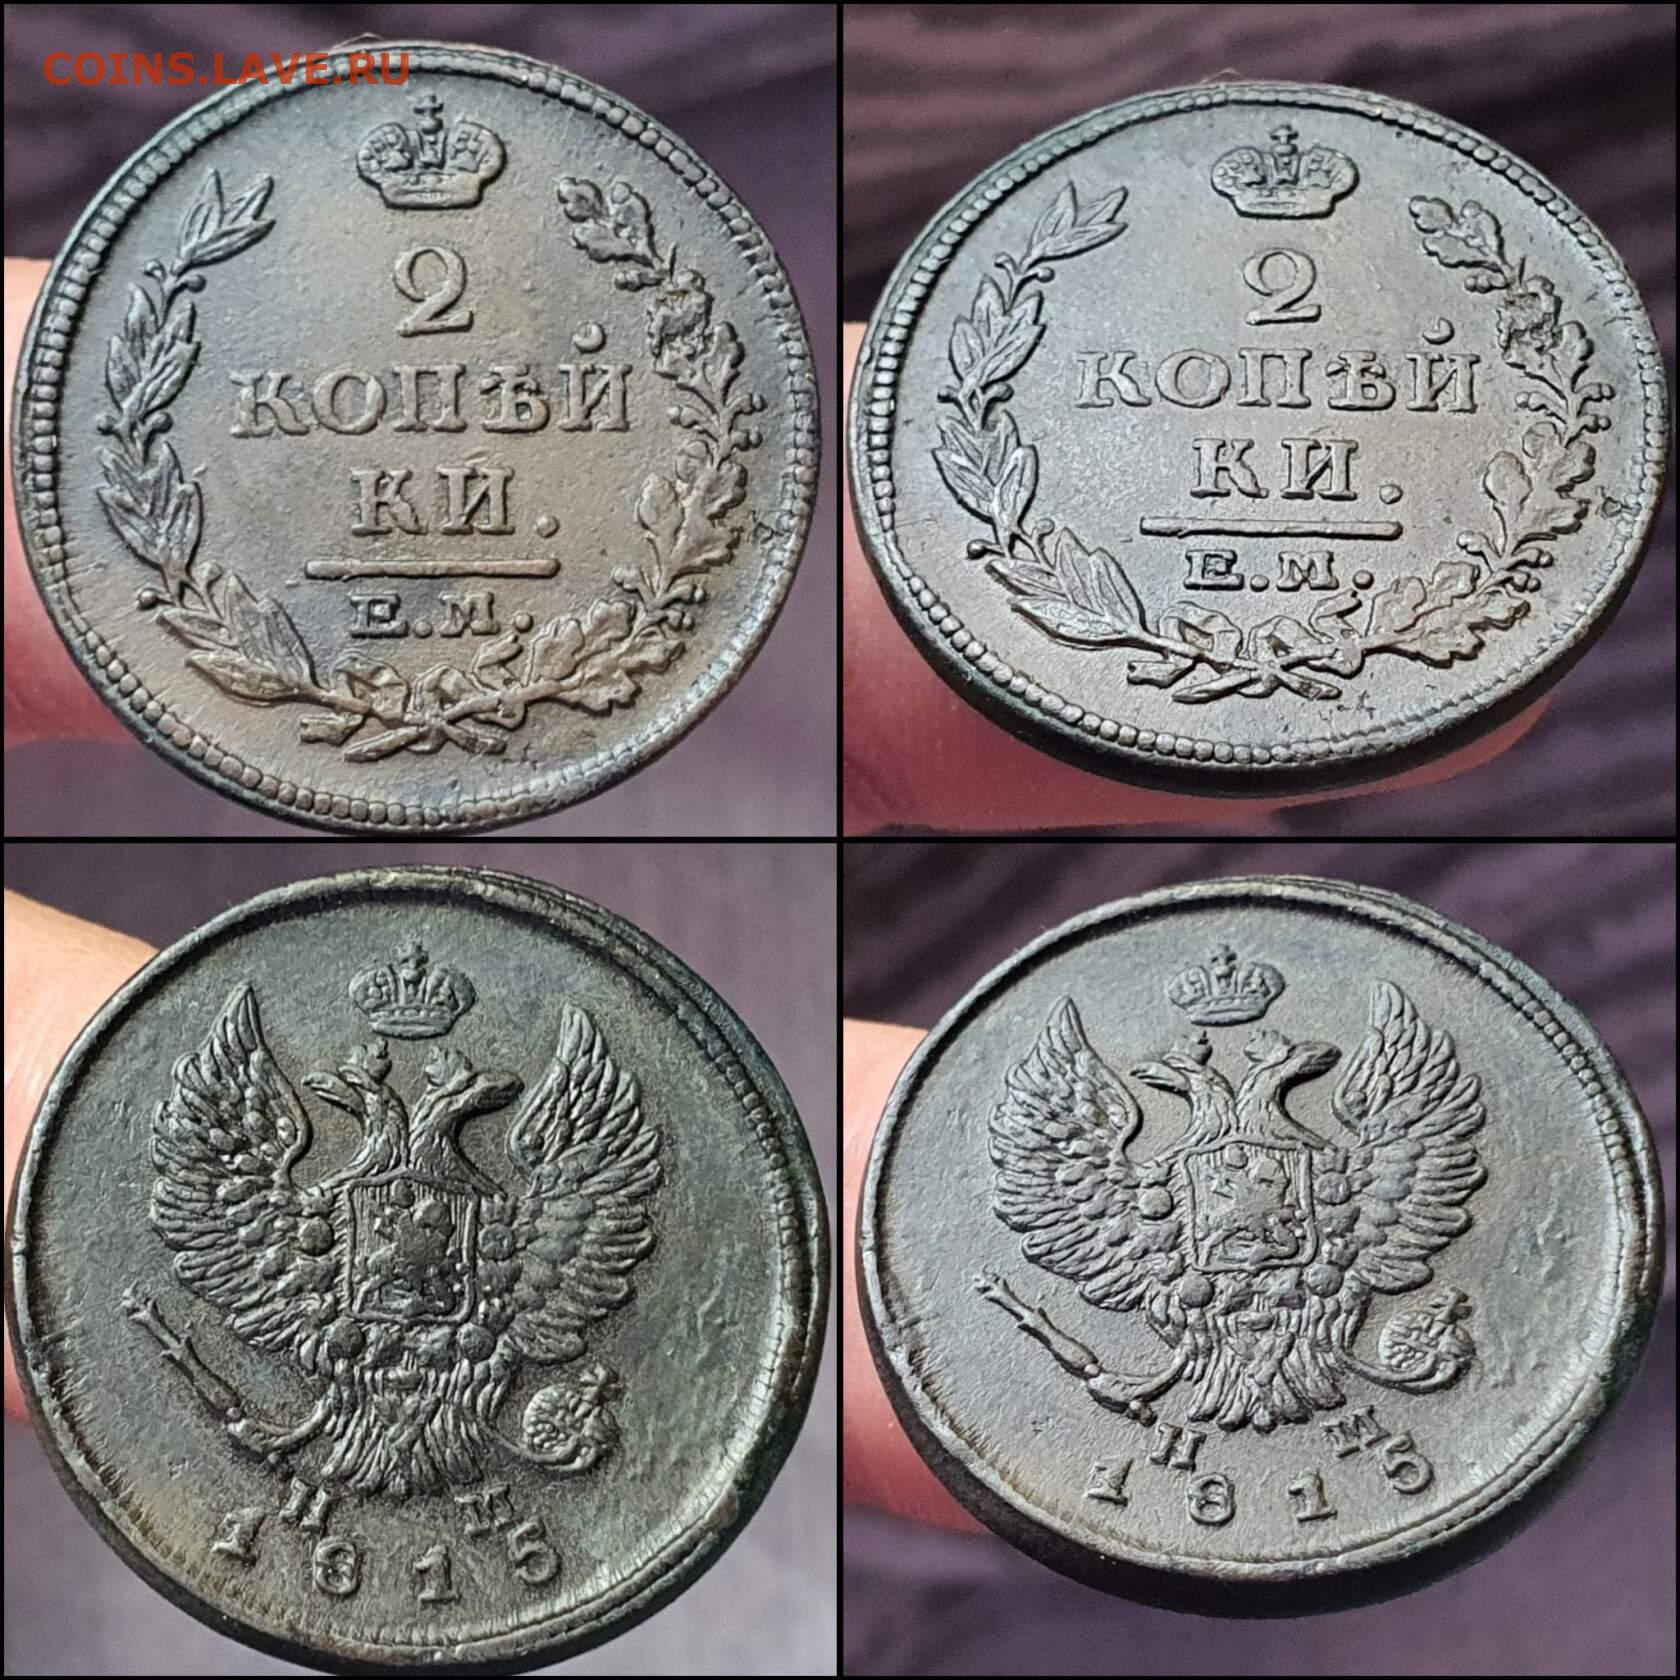 COINS.LAVE.RU
2
КОПѢЙ
КИ.
Е.М.
2
КОПѢЙ
КИ.
Е.М.
Н М
1815
Н М
1815